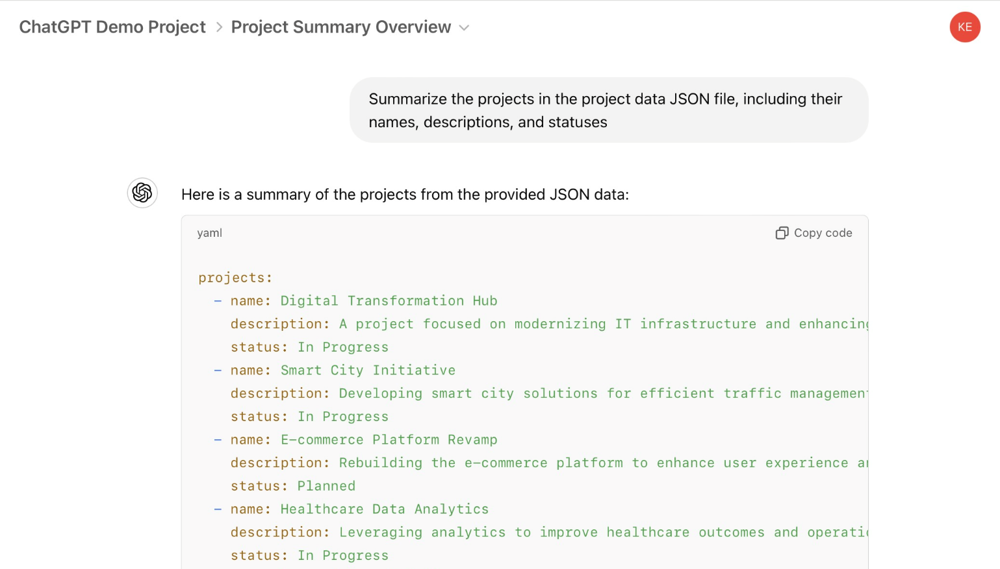 ChatGPT Demo Project > Project Summary Overview
KE
Summarize the projects in the project data JSON file, including their
names, descriptions, and statuses
Here is a summary of the projects from the provided JSON data:
yaml
Copy code
projects:
- name: Digital Transformation Hub
description: A project focused on modernizing IT infrastructure and enhancing
status: In Progress
- name: Smart City Initiative
description: Developing smart city solutions for efficient traffic management
status: In Progress
- name: E-commerce Platform Revamp
description: Rebuilding the e-commerce platform to enhance user experience
status: Planned
- name: Healthcare Data Analytics
description: Leveraging analytics to improve healthcare outcomes and
status: In Progress